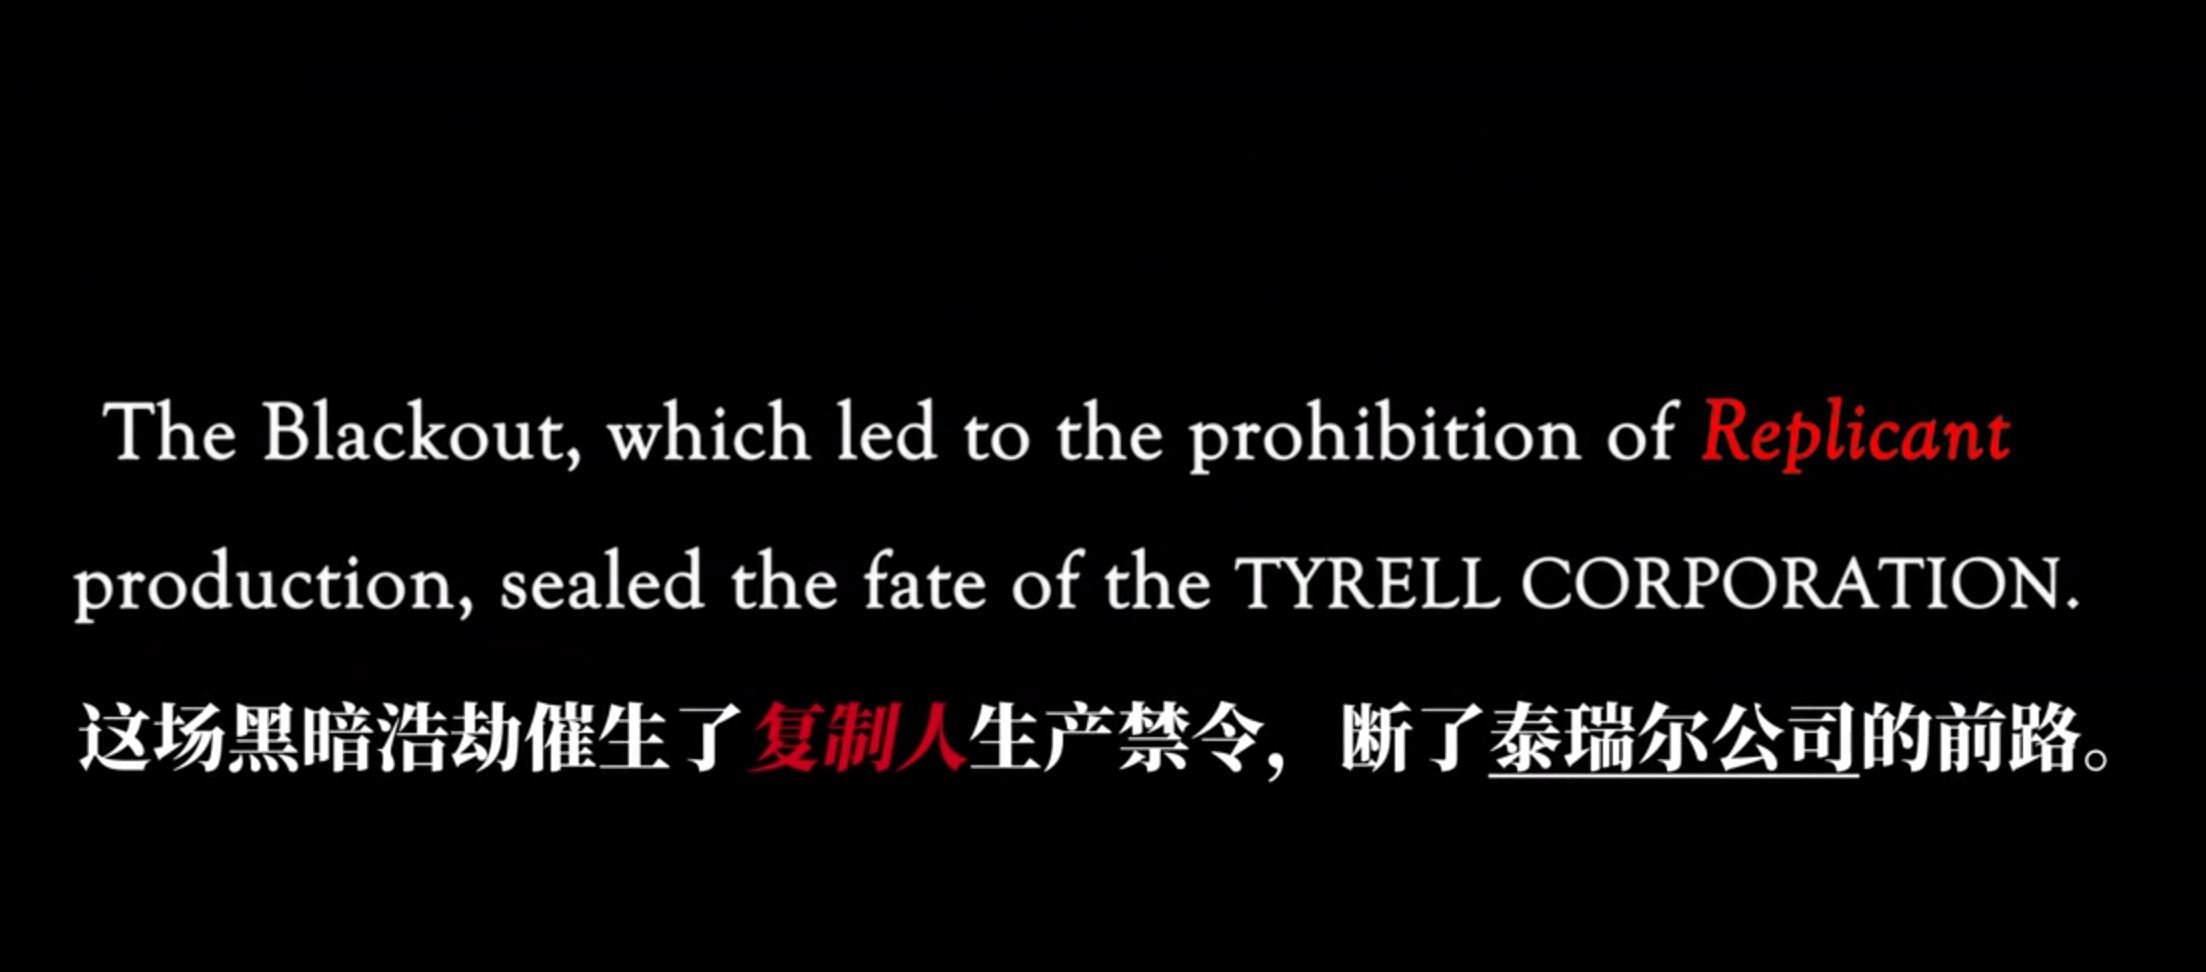 The Blackout, which led to the prohibition of Replicant
production, sealed the fate of the TYRELL CORPORATION.
这场黑暗浩劫催生了复制人生产禁令，断了泰瑞尔公司的前路。